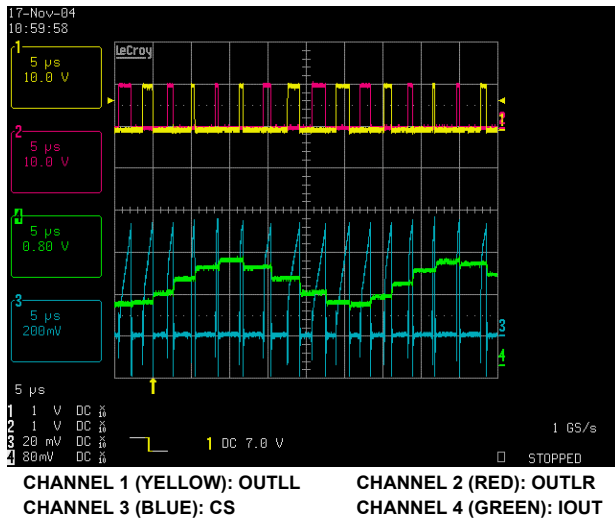 17-Nov-04
10:59:58
1
5 µs
10.0 V
LeCroy
2
5 µs
10.0 V
1
4
5 µs
0.80 V
3
5 µs
200mV
3
4
5 µs
1 1 V DC
2 1 V DC
3 20 mV DC
4 80mV DC
1 DC 7.0 V
1 GS/s
STOPPED
CHANNEL 1 (YELLOW): OUTLL CHANNEL 2 (RED): OUTLR
CHANNEL 3 (BLUE): CS CHANNEL 4 (GREEN): IOUT